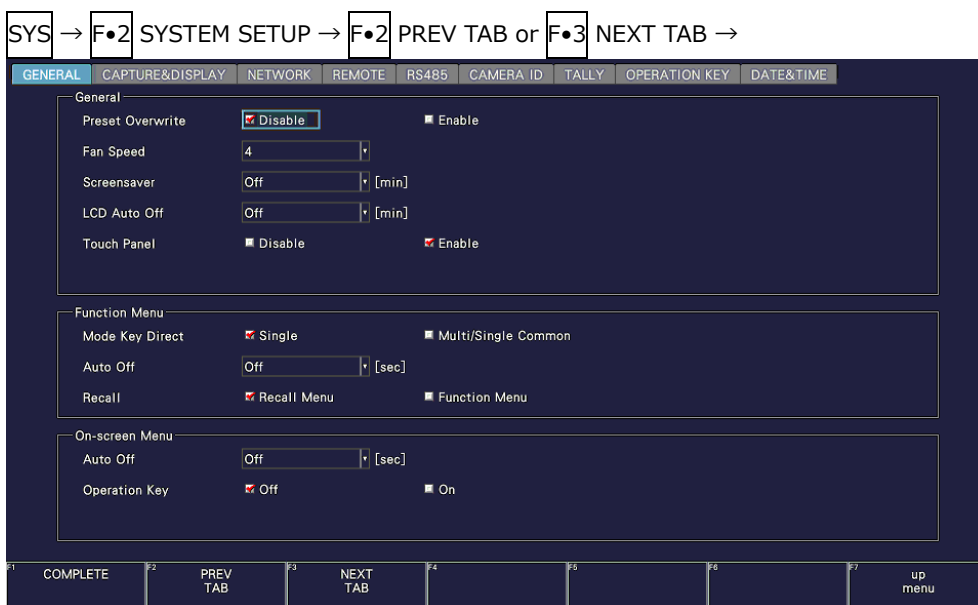 SYS → F•2 SYSTEM SETUP → F•2 PREV TAB or F•3 NEXT TAB →
GENERAL CAPTURE&DISPLAY NETWORK REMOTE RS485 CAMERA ID TALLY OPERATION KEY DATE&TIME
General
Preset Overwrite Disable Enable
Fan Speed 4
Screensaver Off [min]
LCD Auto Off Off [min]
Touch Panel Disable Enable
Function Menu
Mode Key Direct Single Multi/Single Common
Auto Off Off [sec]
Recall Recall Menu Function Menu
On-screen Menu
Auto Off Off [sec]
Operation Key Off On
F1 COMPLETE F2 PREV TAB F3 NEXT TAB F4 F5 F6 F7 up menu